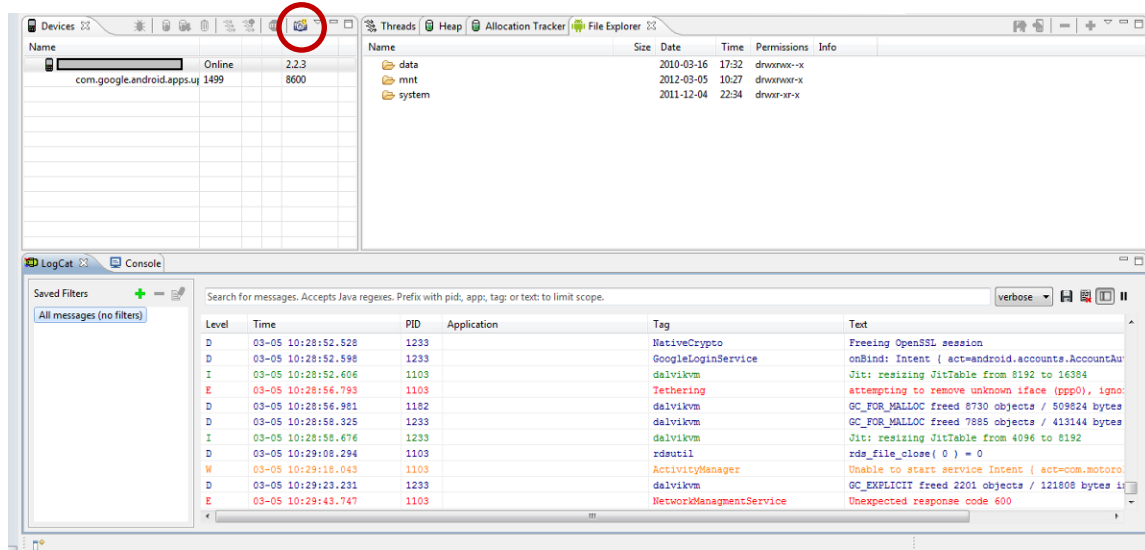 Devices
Threads Heap Allocation Tracker File Explorer
Name
Online 2.2.3
com.google.android.apps.up 1499 8600
Name Size Date Time Permissions Info
data 2010-03-16 17:32 drwxrwx--x
mnt 2012-03-05 10:27 drwxrwxr-x
system 2011-12-04 22:34 drwxr-xr-x
LogCat Console
Saved Filters
All messages (no filters)
Search for messages. Accepts Java regexes. Prefix with pid:, app:, tag: or text: to limit scope. verbose
Level Time PID Application Tag Text
D 03-05 10:28:52.528 1233 NativeCrypto Freeing OpenSSL session
D 03-05 10:28:52.598 1233 GoogleLoginService onBind: Intent { act=android.accounts.AccountAu
I 03-05 10:28:52.606 1103 dalvikvm Jit: resizing JitTable from 8192 to 16384
E 03-05 10:28:56.793 1103 Tethering attempting to remove unknown iface (ppp0), igno
D 03-05 10:28:56.981 1182 dalvikvm GC_FOR_MALLOC freed 8730 objects / 509824 bytes
D 03-05 10:28:58.325 1233 dalvikvm GC_FOR_MALLOC freed 7885 objects / 413144 bytes
I 03-05 10:28:58.676 1233 dalvikvm Jit: resizing JitTable from 4096 to 8192
D 03-05 10:29:08.294 1103 rdsutil rds_file_close( 0 ) = 0
W 03-05 10:29:18.043 1103 ActivityManager Unable to start service Intent { act=com.motoro
D 03-05 10:29:23.231 1233 dalvikvm GC_EXPLICIT freed 2201 objects / 121808 bytes i
E 03-05 10:29:43.747 1103 NetworkManagmentService Unexpected response code 600